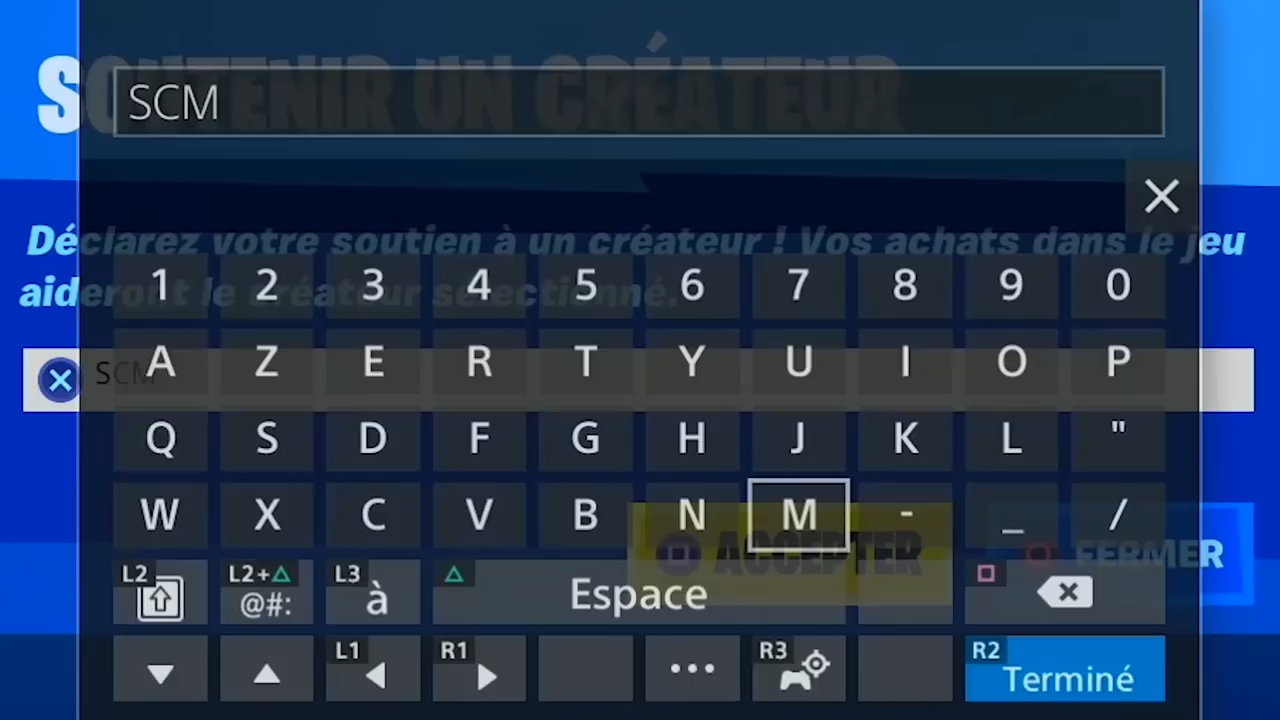 SOUTENIR UN CRÉATEUR
SCM
Déclarez votre soutien à un créateur ! Vos achats dans le jeu
aideront le créateur sélectionné.
1 2 3 4 5 6 7 8 9 0
SCM
A Z E R T Y U I O P
Q S D F G H J K L "
W X C V B N M - _ /
ACCEPTER FERMER
L2 L2+△ @#: L3 à Espace
L1 R1 ... R3 R2 Terminé